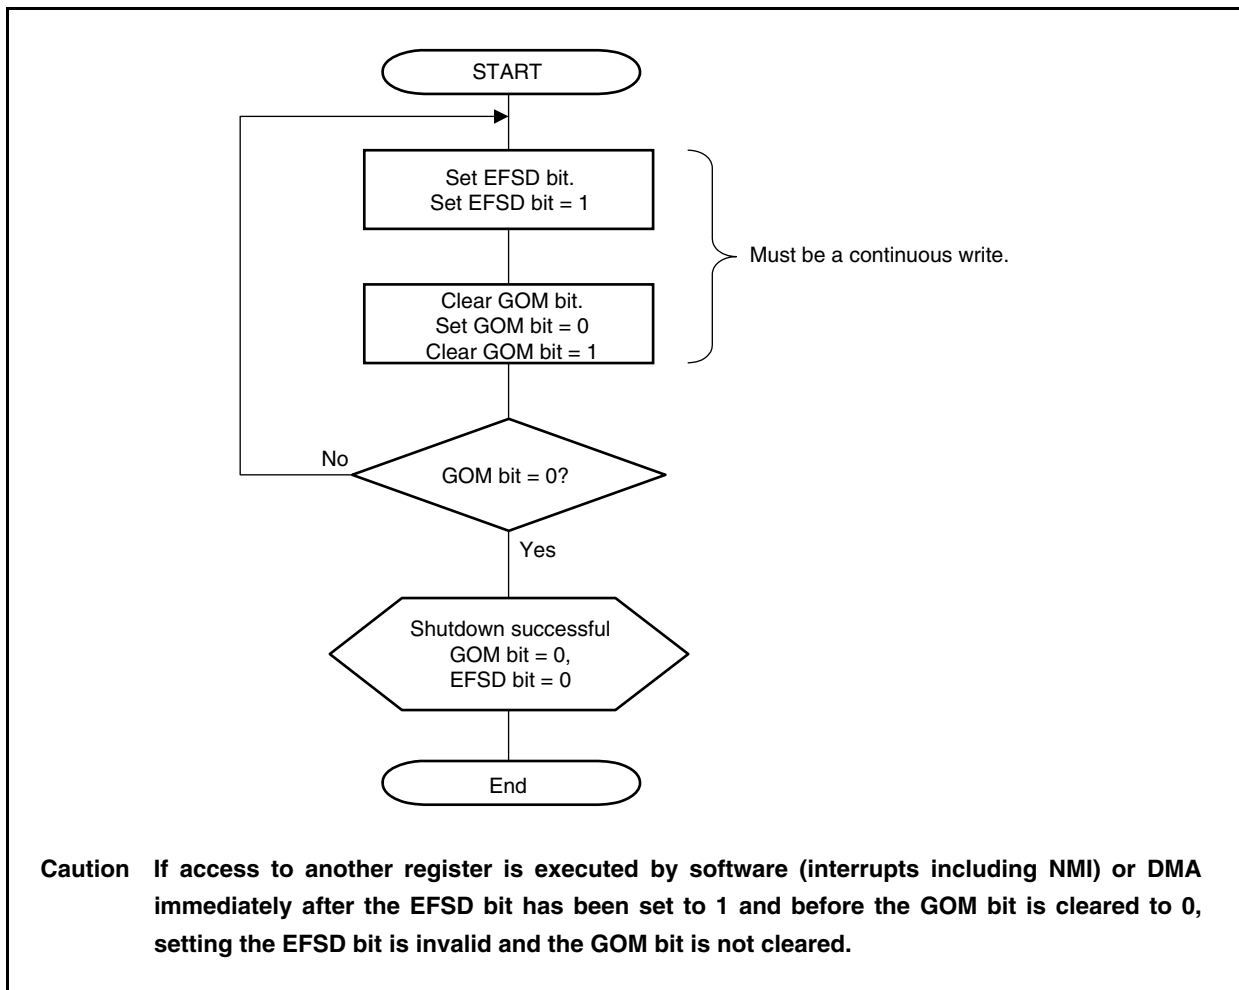 START
Set EFSD bit.
Set EFSD bit = 1
Must be a continuous write.
Clear GOM bit.
Set GOM bit = 0
Clear GOM bit = 1
No
GOM bit = 0?
Yes
Shutdown successful
GOM bit = 0,
EFSD bit = 0
End
Caution If access to another register is executed by software (interrupts including NMI) or DMA
immediately after the EFSD bit has been set to 1 and before the GOM bit is cleared to 0,
setting the EFSD bit is invalid and the GOM bit is not cleared.